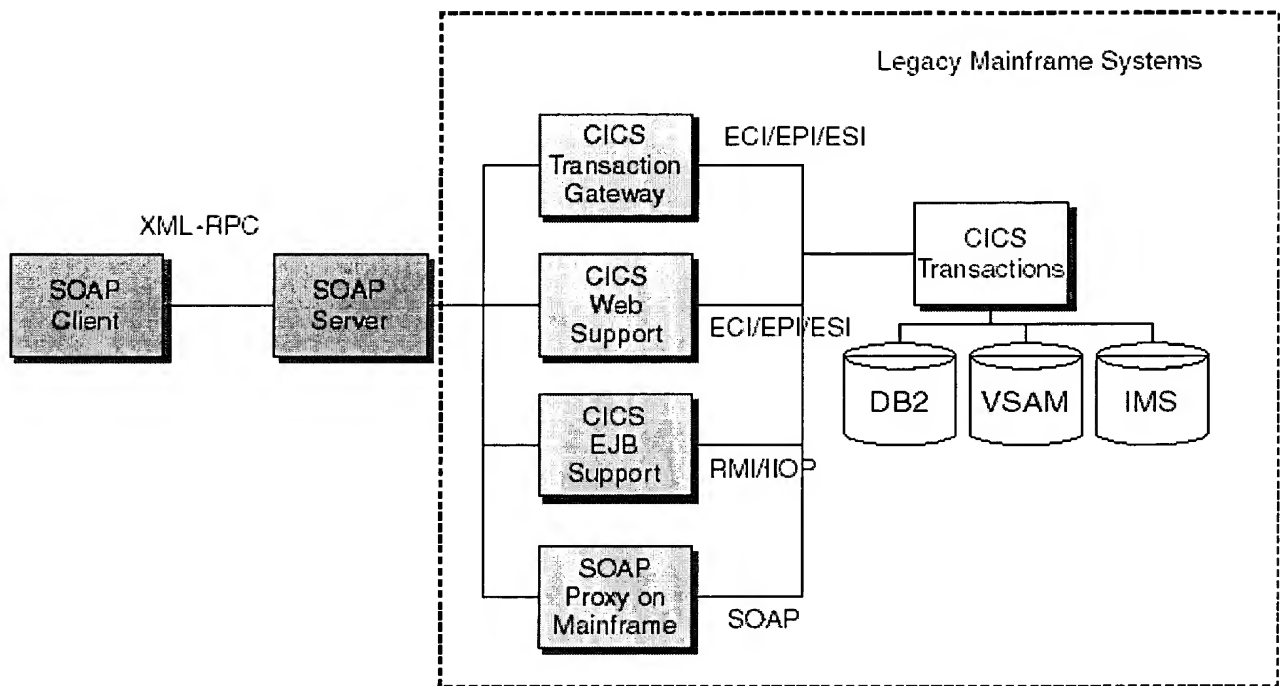 Legacy Mainframe Systems
CICS
Transaction
Gateway
ECI/EPI/ESI
XML-RPC
SOAP
Client
SOAP
Server
CICS
Web
Support
ECI/EPI/ESI
CICS
Transactions
DB2
VSAM
IMS
CICS
EJB
Support
RMI/IIOP
SOAP
Proxy on
Mainframe
SOAP